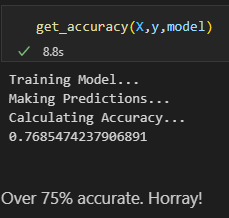 get_accuracy(X,y,model)
8.8s
Training Model...
Making Predictions...
Calculating Accuracy...
0.7685474237906891
Over 75% accurate. Horray!